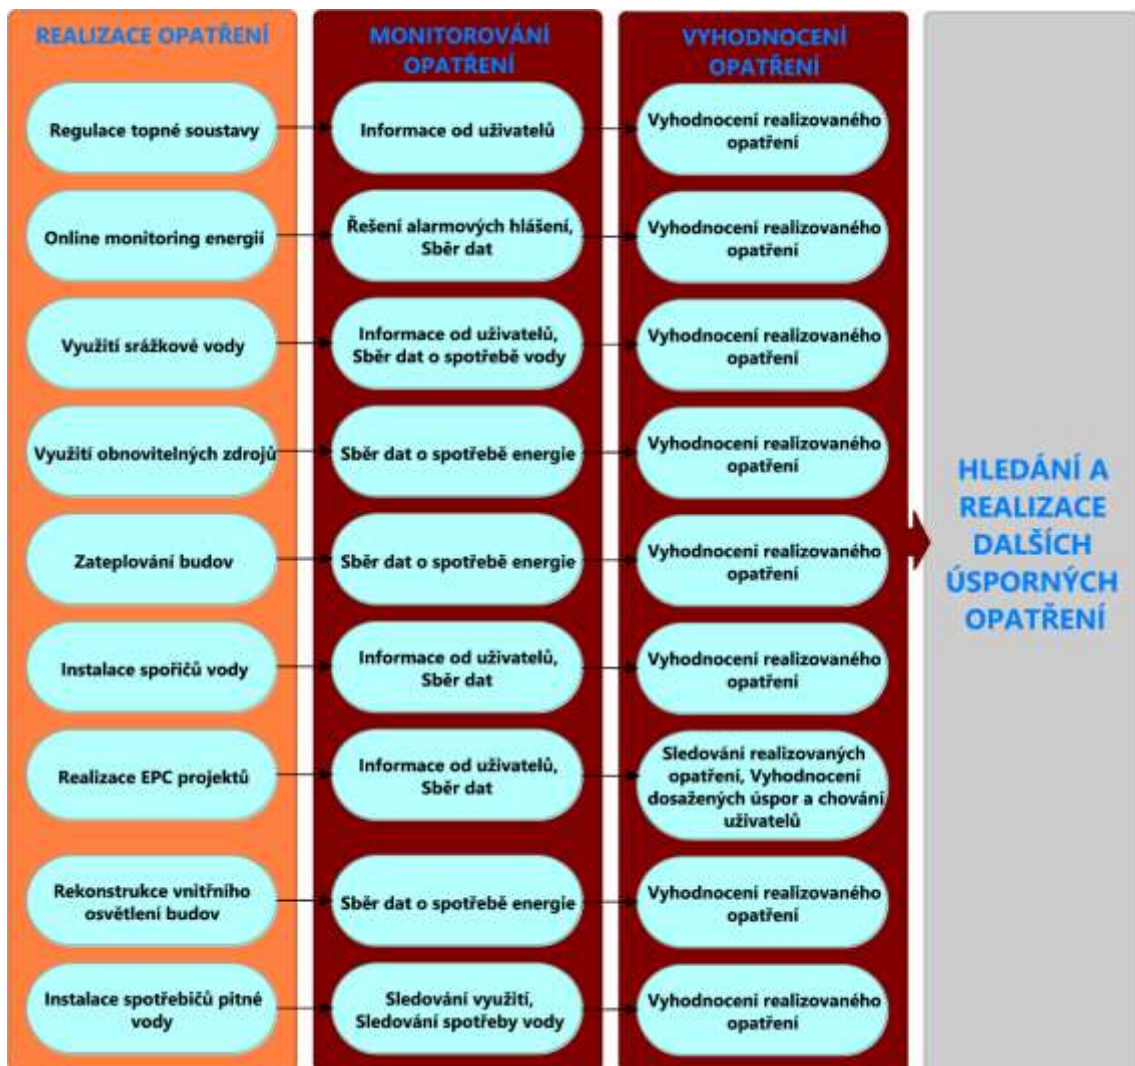 REALIZACE OPATŘENÍ
MONITOROVÁNÍ
OPATŘENÍ
VYHODNOCENÍ
OPATŘENÍ
Regulace topné soustavy
Informace od uživatelů
Vyhodnocení realizovaného
opatření
Online monitoring energií
Řešení alarmových hlášení,
Sběr dat
Vyhodnocení realizovaného
opatření
Využití srážkové vody
Informace od uživatelů,
Sběr dat o spotřebě vody
Vyhodnocení realizovaného
opatření
Využití obnovitelných zdrojů
Sběr dat o spotřebě energie
Vyhodnocení realizovaného
opatření
Zateplování budov
Sběr dat o spotřebě energie
Vyhodnocení realizovaného
opatření
Instalace spořičů vody
Informace od uživatelů,
Sběr dat
Vyhodnocení realizovaného
opatření
Realizace EPC projektů
Informace od uživatelů,
Sběr dat
Sledování realizovaných
opatření, Vyhodnocení
dosažených úspor a chování
uživatelů
Rekonstrukce vnitřního
osvětlení budov
Sběr dat o spotřebě energie
Vyhodnocení realizovaného
opatření
Instalace spotřebičů pitné
vody
Sledování využití,
Sledování spotřeby vody
Vyhodnocení realizovaného
opatření
HLEDÁNÍ A
REALIZACE
DALŠÍCH
ÚSPORNÝCH
OPATŘENÍ